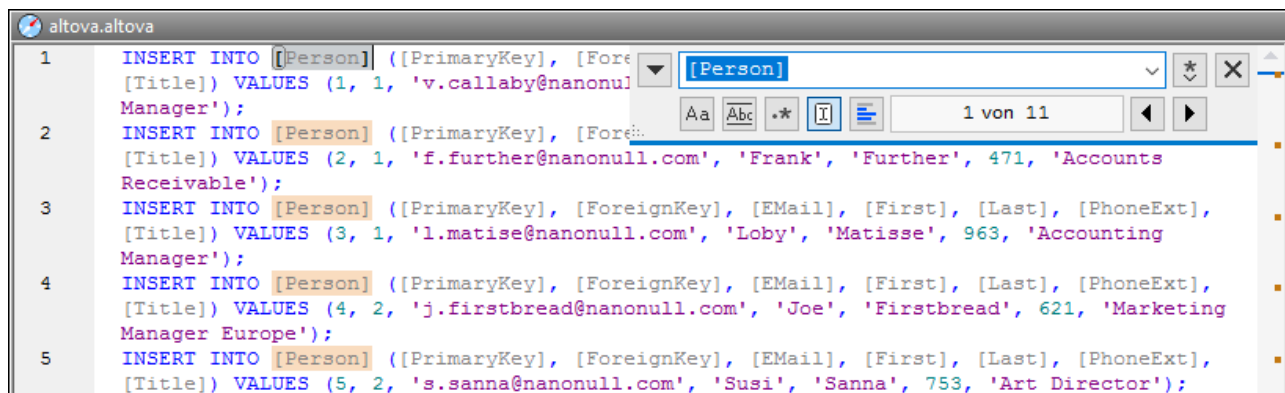 altova.altova
1 INSERT INTO [Person] ([PrimaryKey], [Fore
[Title]) VALUES (1, 1, 'v.callaby@nanonul
Manager');
[Person]
Aa Abc .* 1 von 11
2 INSERT INTO [Person] ([PrimaryKey], [Fore
[Title]) VALUES (2, 1, 'f.further@nanonull.com', 'Frank', 'Further', 471, 'Accounts
Receivable');
3 INSERT INTO [Person] ([PrimaryKey], [ForeignKey], [EMail], [First], [Last], [PhoneExt],
[Title]) VALUES (3, 1, 'l.matise@nanonull.com', 'Loby', 'Matisse', 963, 'Accounting
Manager');
4 INSERT INTO [Person] ([PrimaryKey], [ForeignKey], [EMail], [First], [Last], [PhoneExt],
[Title]) VALUES (4, 2, 'j.firstbread@nanonull.com', 'Joe', 'Firstbread', 621, 'Marketing
Manager Europe');
5 INSERT INTO [Person] ([PrimaryKey], [ForeignKey], [EMail], [First], [Last], [PhoneExt],
[Title]) VALUES (5, 2, 's.sanna@nanonull.com', 'Susi', 'Sanna', 753, 'Art Director');